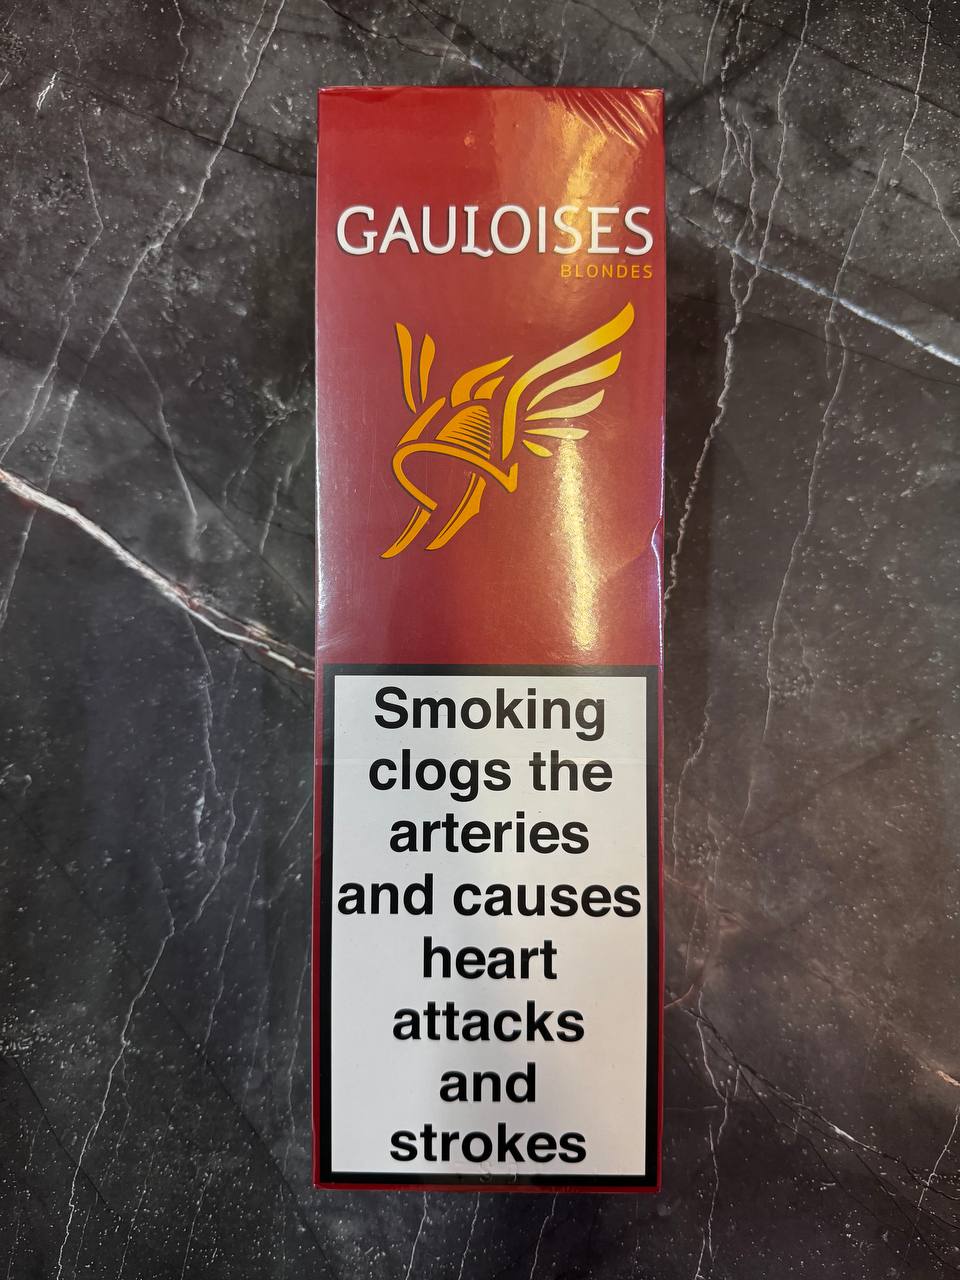 GAULOISES
BLONDES
Smoking
clogs the
arteries
and causes
heart
attacks
and
strokes